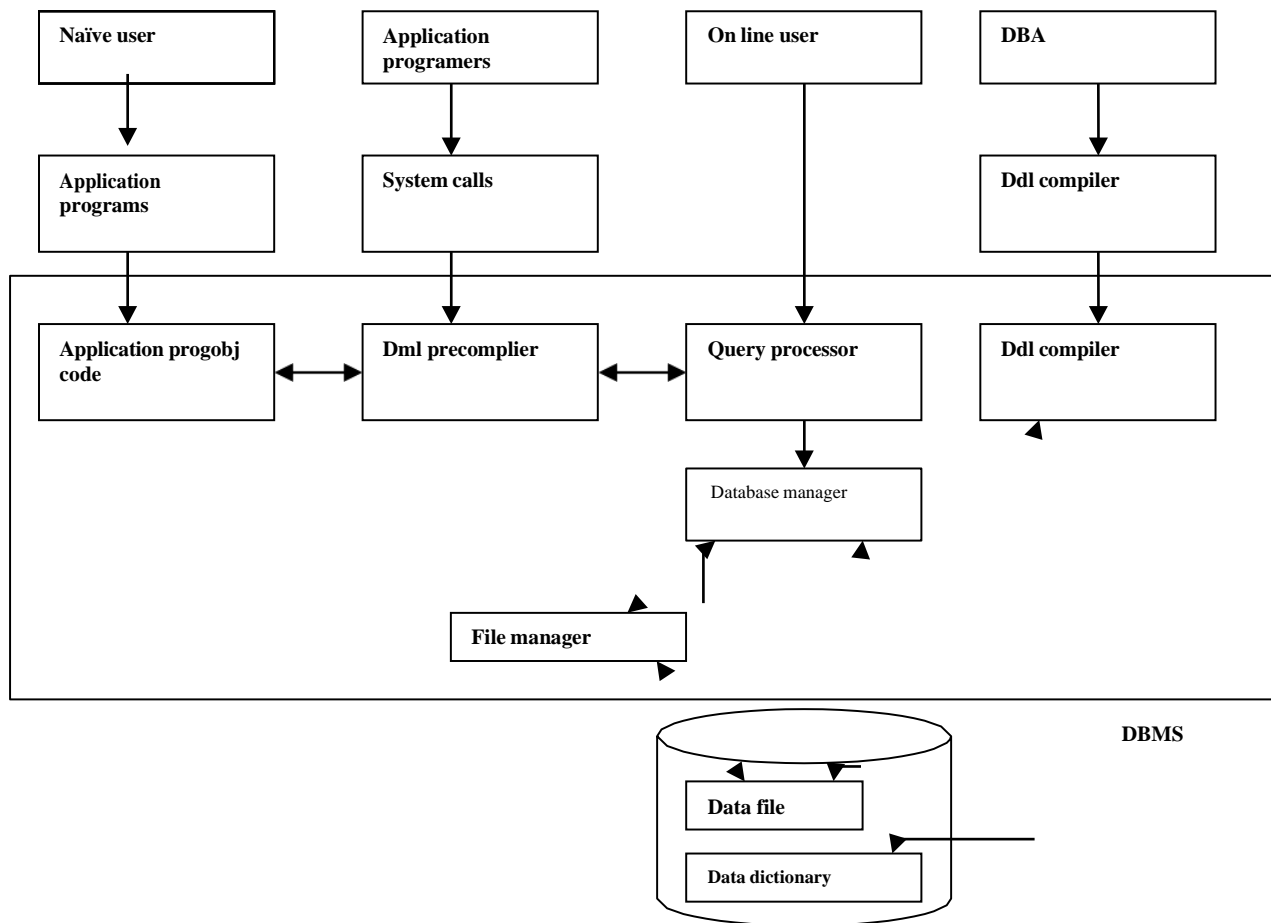 Naïve user
Application
programers
On line user
DBA
Application
programs
System calls
Ddl compiler
Application progobj
code
Dml precomplier
Query processor
Ddl compiler
Database manager
File manager
DBMS
Data file
Data dictionary